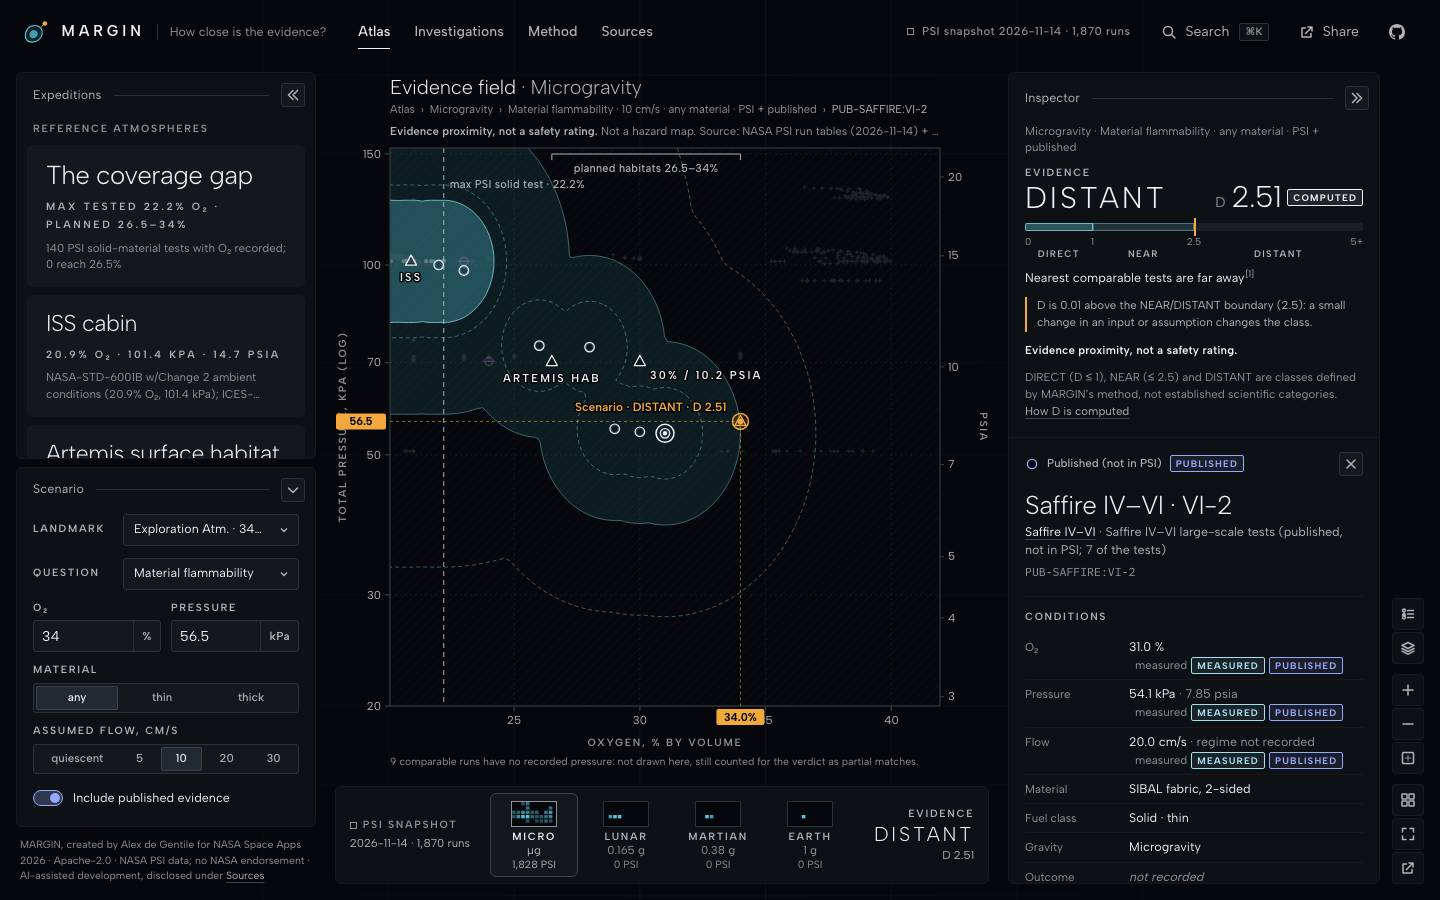 MARGIN
How close is the evidence?
Atlas
Investigations
Method
Sources
PSI snapshot 2026-11-14 · 1,870 runs
Search
⌘K
Share
Expeditions
REFERENCE ATMOSPHERES
The coverage gap
MAX TESTED 22.2% O₂ ·
PLANNED 26.5–34%
140 PSI solid-material tests with O₂ recorded;
0 reach 26.5%
ISS cabin
20.9% O₂ · 101.4 KPA · 14.7 PSIA
NASA-STD-6001B w/Change 2 ambient
conditions (20.9% O₂, 101.4 kPa); ICES-…
Artemis surface habitat
Scenario
LANDMARK
Exploration Atm. · 34…
QUESTION
Material flammability
O₂
PRESSURE
34
%
56.5
kPa
MATERIAL
any
thin
thick
ASSUMED FLOW, CM/S
quiescent
5
10
20
30
Include published evidence
MARGIN, created by Alex de Gentile for NASA Space Apps
2026 · Apache-2.0 · NASA PSI data; no NASA endorsement ·
AI-assisted development, disclosed under Sources
Evidence field · Microgravity
Atlas › Microgravity › Material flammability · 10 cm/s · any material · PSI + published › PUB-SAFFIRE:VI-2
Evidence proximity, not a safety rating. Not a hazard map. Source: NASA PSI run tables (2026-11-14) + …
150
100
70
50
30
20
TOTAL PRESSURE, KPA (LOG)
56.5
planned habitats 26.5–34%
max PSI solid test · 22.2%
ISS
ARTEMIS HAB
30% / 10.2 PSIA
Scenario · DISTANT · D 2.51
20
15
10
7
5
4
3
PSIA
25
30
34.0%
5
40
OXYGEN, % BY VOLUME
9 comparable runs have no recorded pressure: not drawn here, still counted for the verdict as partial matches.
PSI SNAPSHOT
2026-11-14 · 1,870 runs
MICRO
µg
1,828 PSI
LUNAR
0.165 g
0 PSI
MARTIAN
0.38 g
0 PSI
EARTH
1 g
0 PSI
EVIDENCE
DISTANT
D 2.51
Inspector
Microgravity · Material flammability · any material · PSI +
published
EVIDENCE
DISTANT
D 2.51 COMPUTED
0
1
2.5
5+
DIRECT
NEAR
DISTANT
Nearest comparable tests are far away[1]
D is 0.01 above the NEAR/DISTANT boundary (2.5): a small
change in an input or assumption changes the class.
Evidence proximity, not a safety rating.
DIRECT (D ≤ 1), NEAR (≤ 2.5) and DISTANT are classes defined
by MARGIN's method, not established scientific categories.
How D is computed
Published (not in PSI) PUBLISHED
Saffire IV–VI · VI-2
Saffire IV–VI · Saffire IV–VI large-scale tests (published,
not in PSI; 7 of the tests)
PUB-SAFFIRE:VI-2
CONDITIONS
O₂
31.0 %
measured MEASURED PUBLISHED
Pressure
54.1 kPa · 7.85 psia
measured MEASURED PUBLISHED
Flow
20.0 cm/s · regime not recorded
measured MEASURED PUBLISHED
Material
SIBAL fabric, 2-sided
Fuel class
Solid · thin
Gravity
Microgravity
Outcome
not recorded